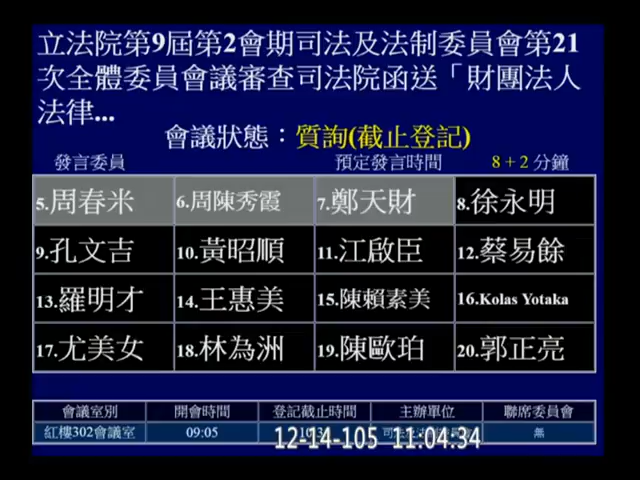 立法院第9屆第2會期司法及法制委員會第21
次全體委員會議審查司法院函送「財團法人
法律...
會議狀態：質詢(截止登記)
發言委員 預定發言時間 8 + 2 分鐘
5.周春米 6.周陳秀霞 7.鄭天財 8.徐永明
9.孔文吉 10.黃昭順 11.江啟臣 12.蔡易餘
13.羅明才 14.王惠美 15.陳賴素美 16.Kolas Yotaka
17.尤美女 18.林為洲 19.陳歐珀 20.郭正亮
會議室別 開會時間 登記截止時間 主辦單位 聯席委員會
紅樓302會議室 09:05 無
12-14-105 11:04:34